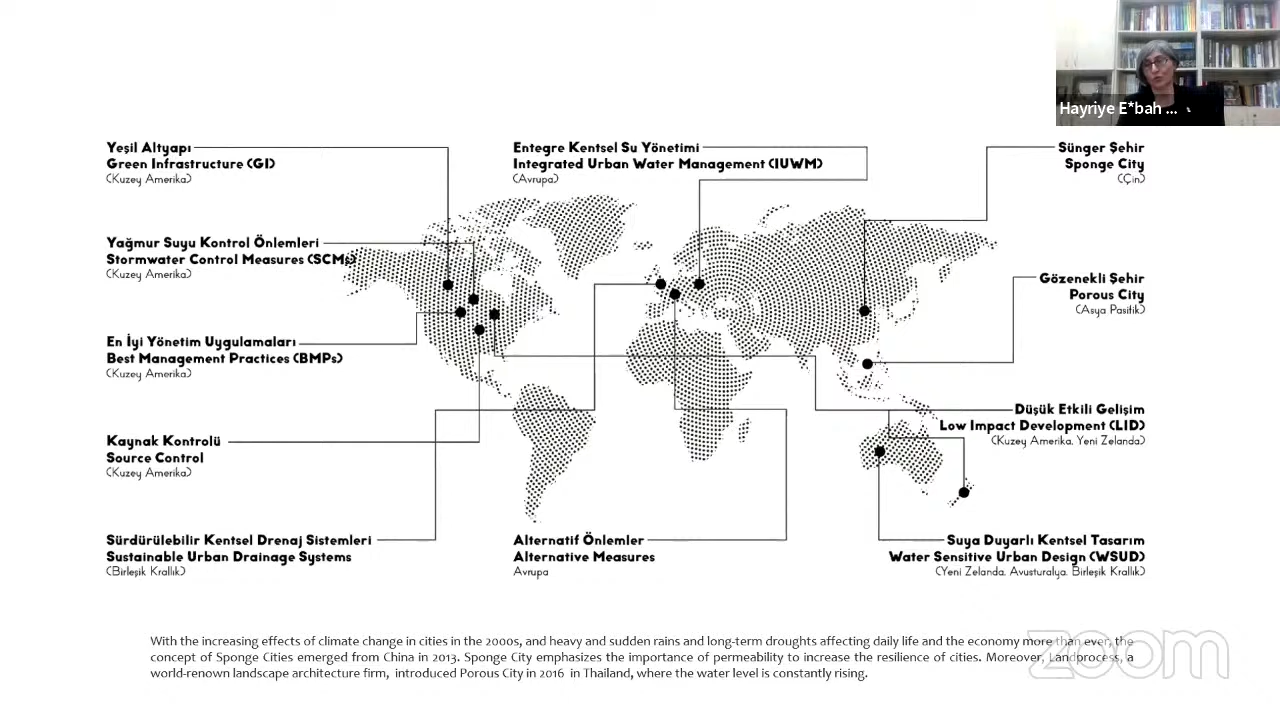 Hayriye E*bah ...
Yeşil Altyapı
Green Infrastructure (GI)
(Kuzey Amerika)
Entegre Kentsel Su Yönetimi
Integrated Urban Water Management (IUWM)
(Avrupa)
Sünger Şehir
Sponge City
(Çin)
Yağmur Suyu Kontrol Önlemleri
Stormwater Control Measures (SCMs)
(Kuzey Amerika)
Gözenekli Şehir
Porous City
(Asya Pasifik)
En İyi Yönetim Uygulamaları
Best Management Practices (BMPs)
(Kuzey Amerika)
Düşük Etkili Gelişim
Low Impact Development (LID)
(Kuzey Amerika. Yeni Zelanda)
Kaynak Kontrolü
Source Control
(Kuzey Amerika)
Sürdürülebilir Kentsel Drenaj Sistemleri
Sustainable Urban Drainage Systems
(Birleşik Krallık)
Alternatif Önlemler
Alternative Measures
Avrupa
Suya Duyarlı Kentsel Tasarım
Water Sensitive Urban Design (WSUD)
(Yeni Zelanda. Avusturalya. Birleşik Krallık)
With the increasing effects of climate change in cities in the 2000s, and heavy and sudden rains and long-term droughts affecting daily life and the economy more than ever, the
concept of Sponge Cities emerged from China in 2013. Sponge City emphasizes the importance of permeability to increase the resilience of cities. Moreover, Landprocess, a
world-renown landscape architecture firm, introduced Porous City in 2016 in Thailand, where the water level is constantly rising.
zoom